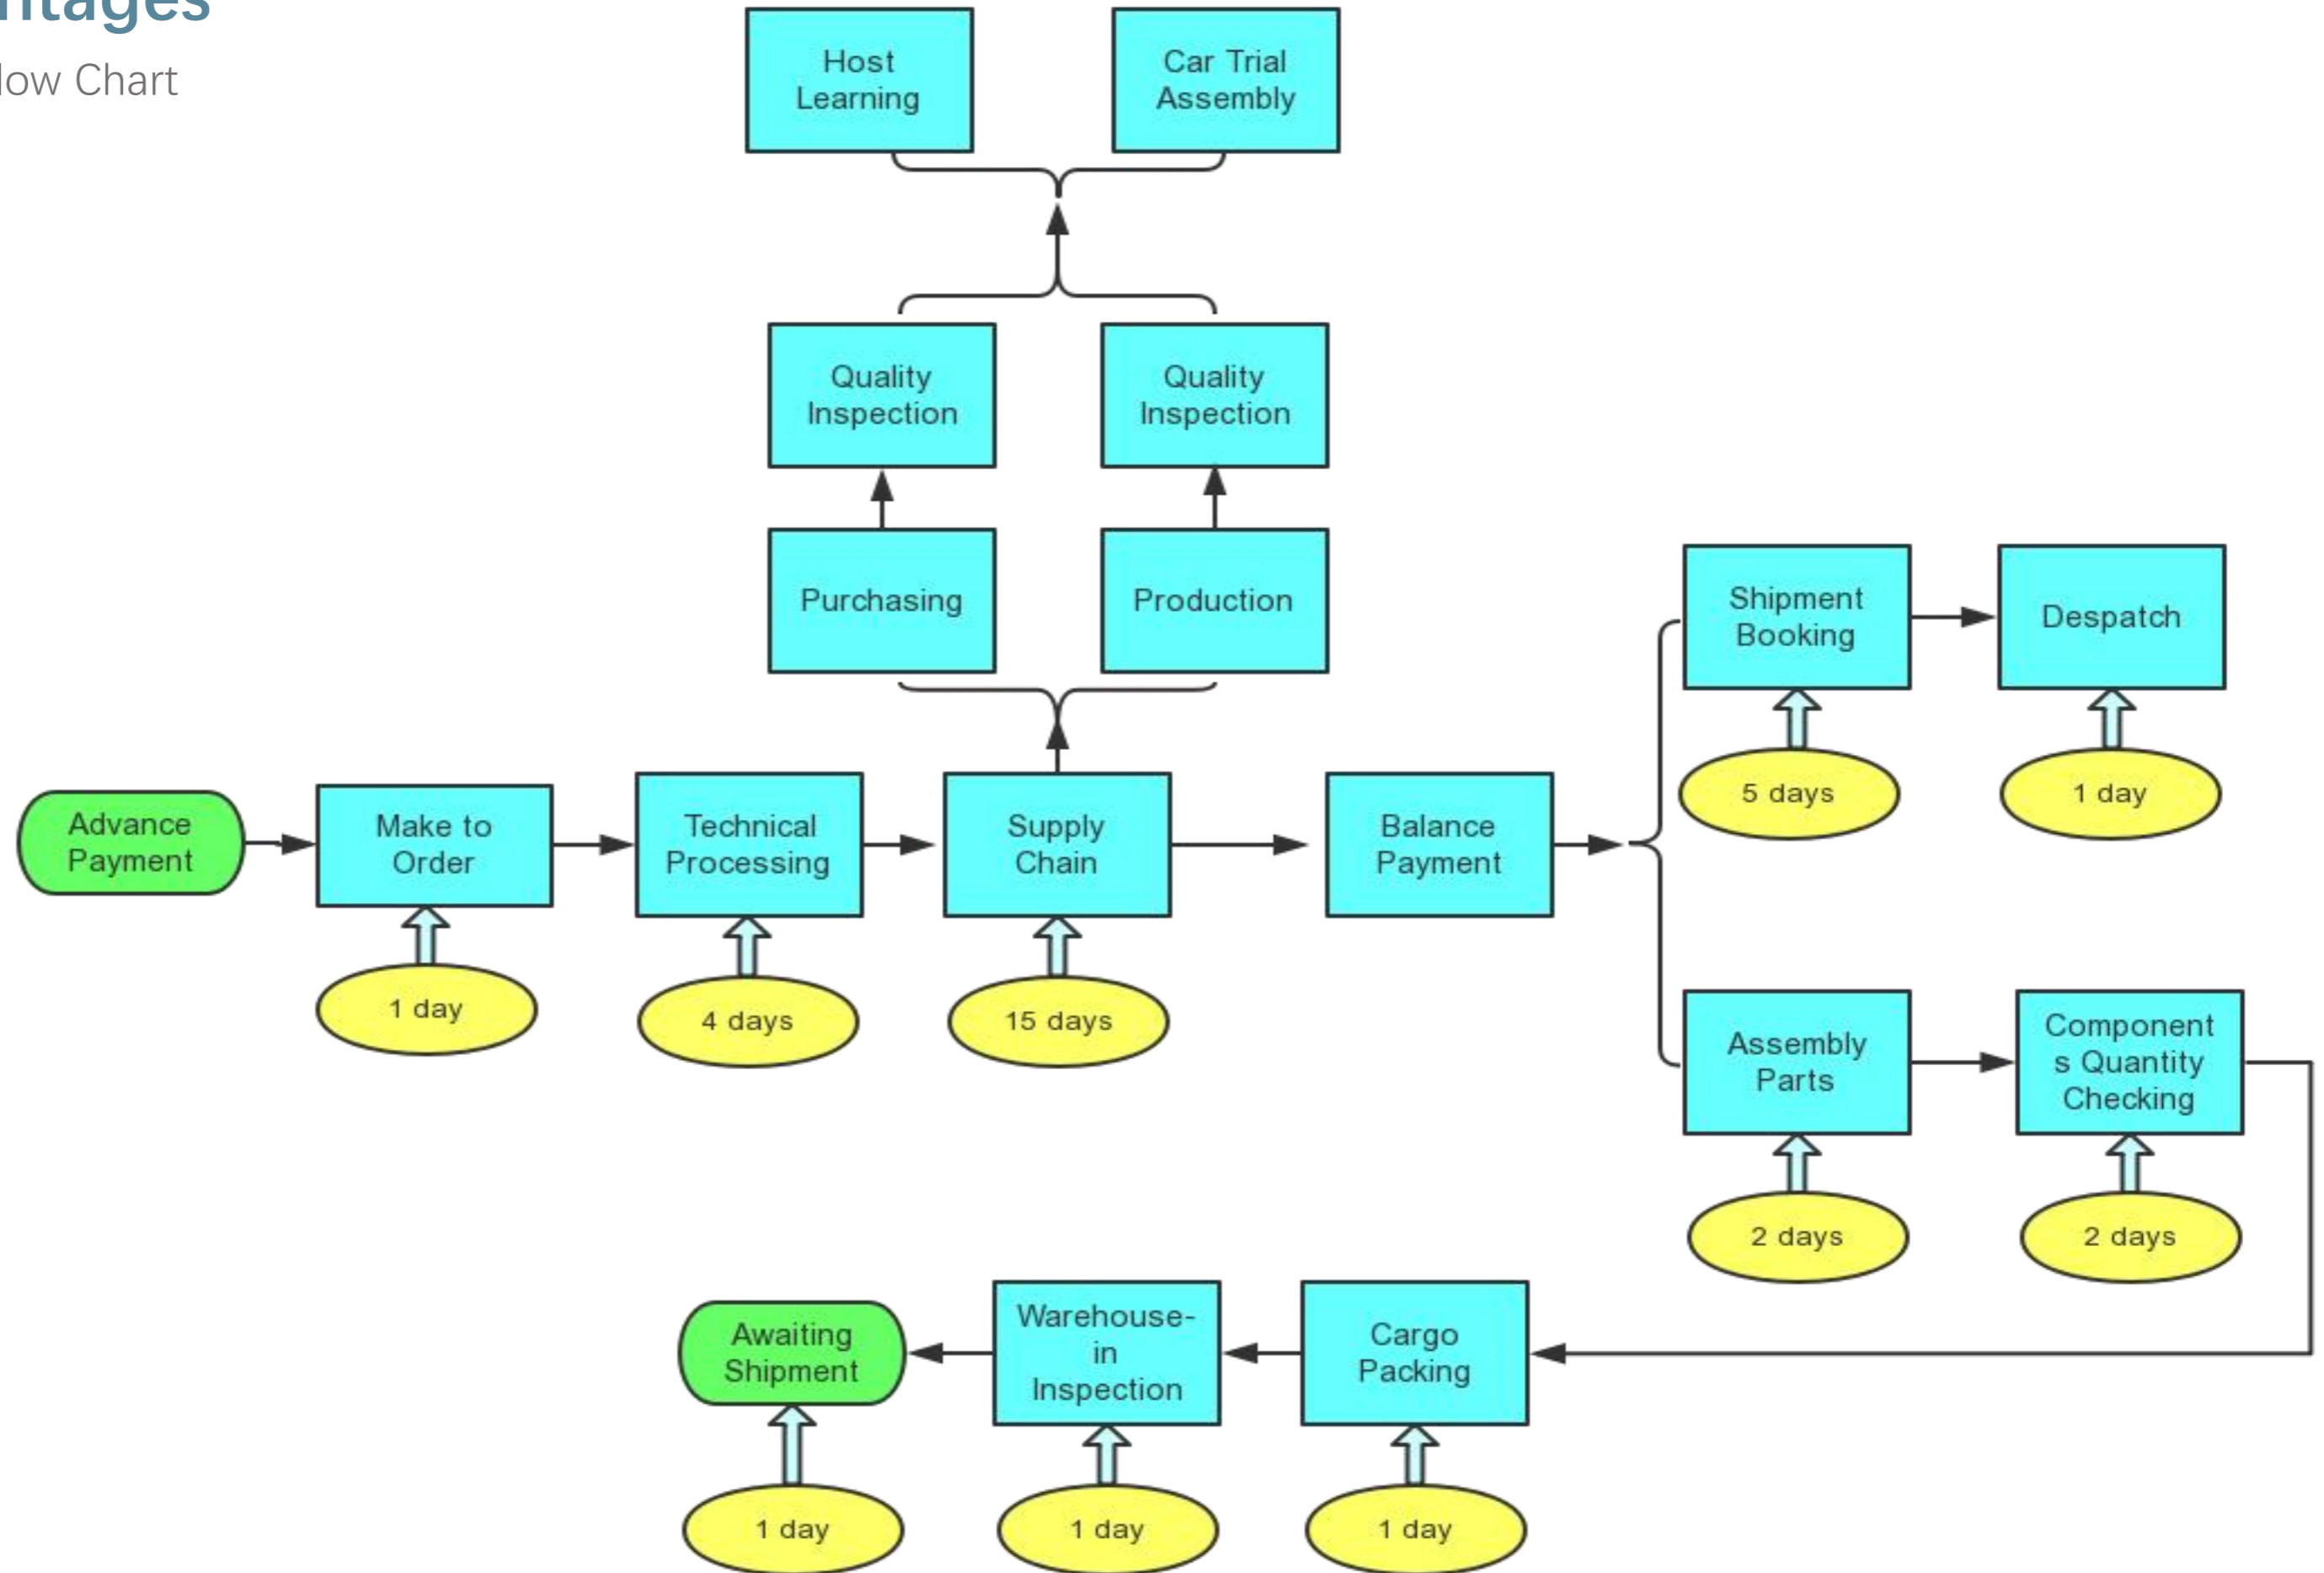 ntages
low Chart
Host
Learning
Car Trial
Assembly
Quality
Inspection
Quality
Inspection
Purchasing
Production
Shipment
Booking
Despatch
5 days
1 day
Advance
Payment
Make to
Order
Technical
Processing
Supply
Chain
Balance
Payment
1 day
4 days
15 days
Assembly
Parts
Component
s Quantity
Checking
2 days
2 days
Awaiting
Shipment
Warehouse-
in
Inspection
Cargo
Packing
1 day
1 day
1 day